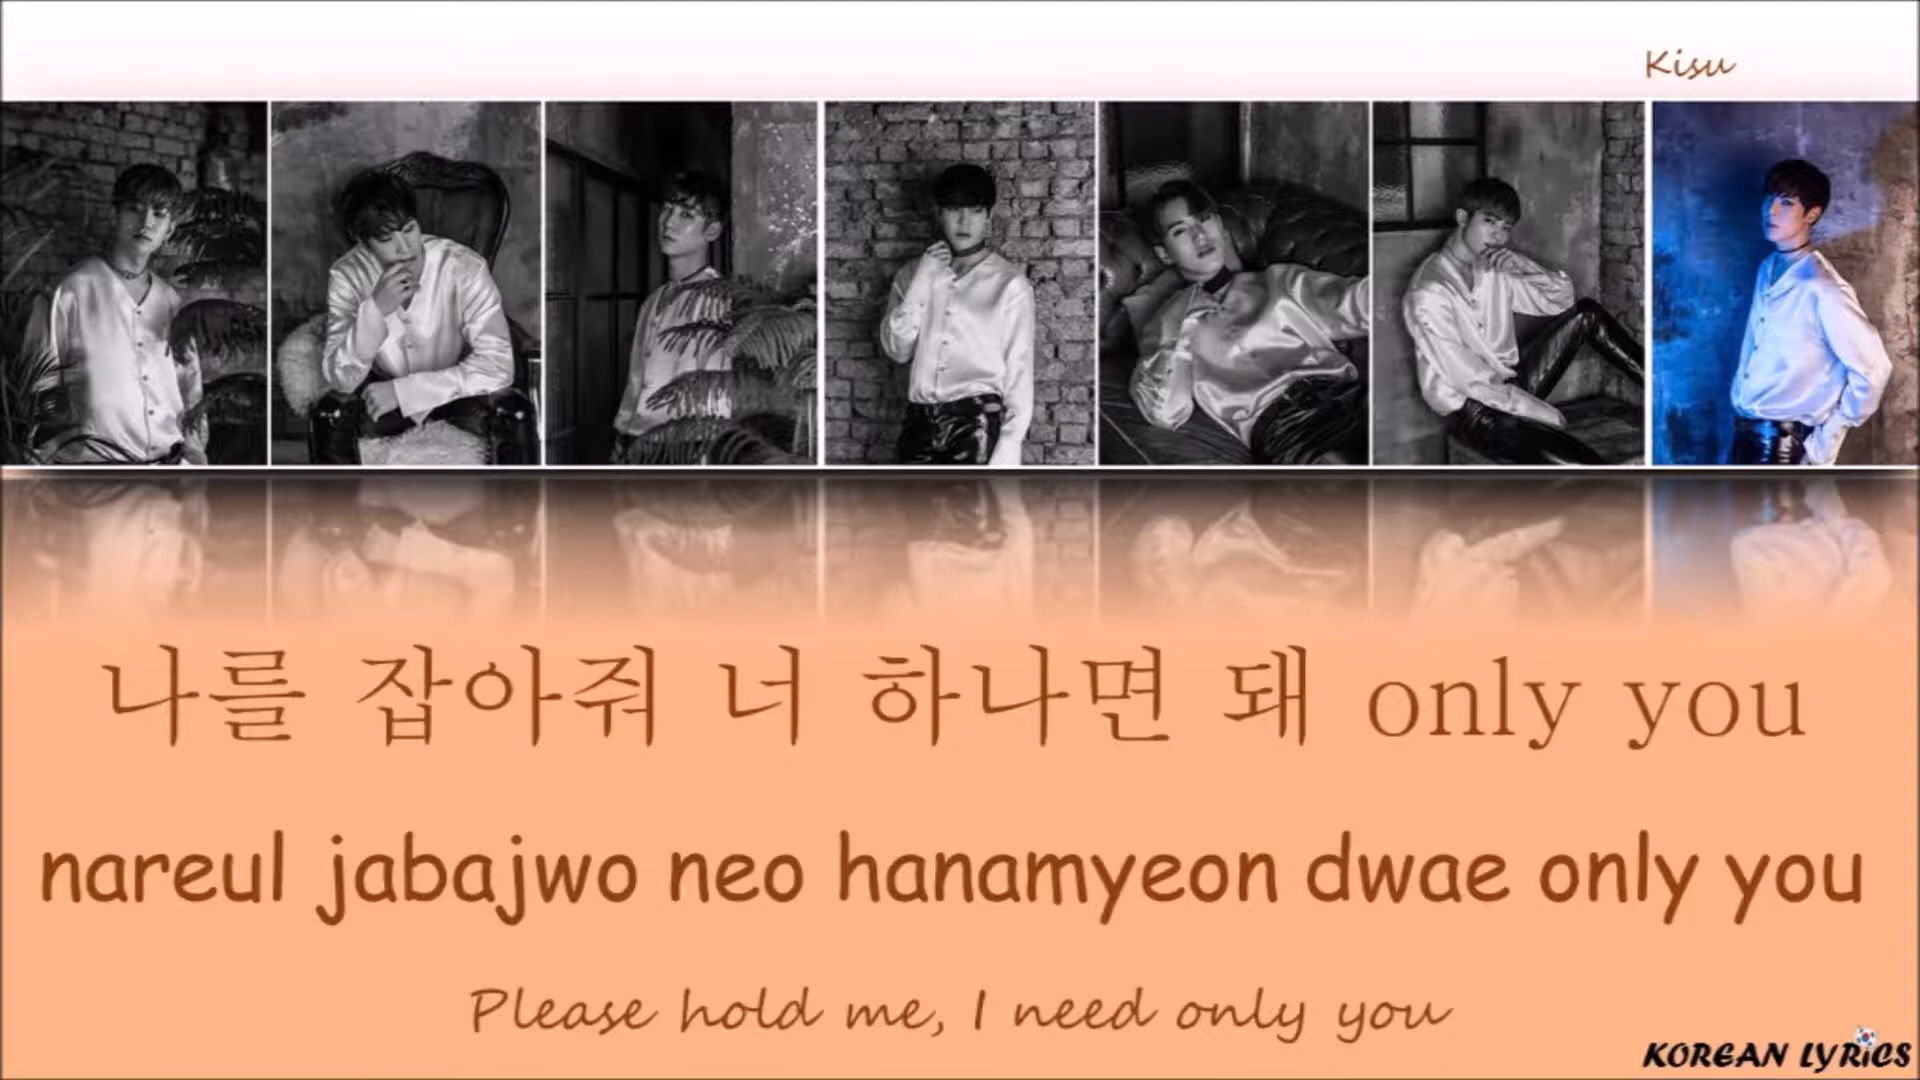 Kisu
나를 잡아줘 너 하나면 돼 only you
nareul jabajwo neo hanamyeon dwae only you
Please hold me, I need only you
KOREAN LYRICS